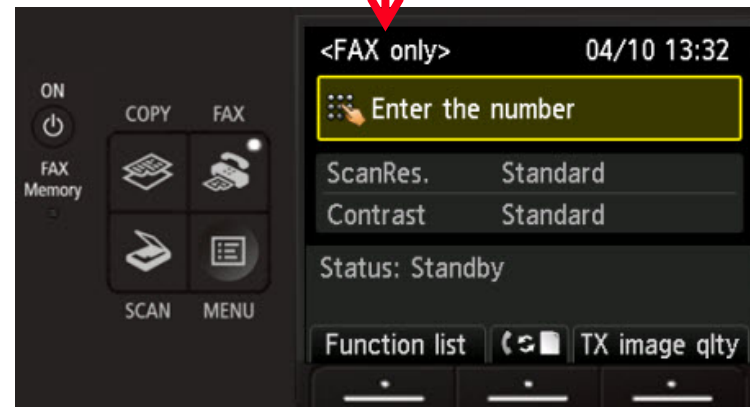 ON
COPY FAX
FAX
Memory
SCAN MENU
<FAX only> 04/10 13:32
Enter the number
ScanRes. Standard
Contrast Standard
Status: Standby
Function list TX image qlty